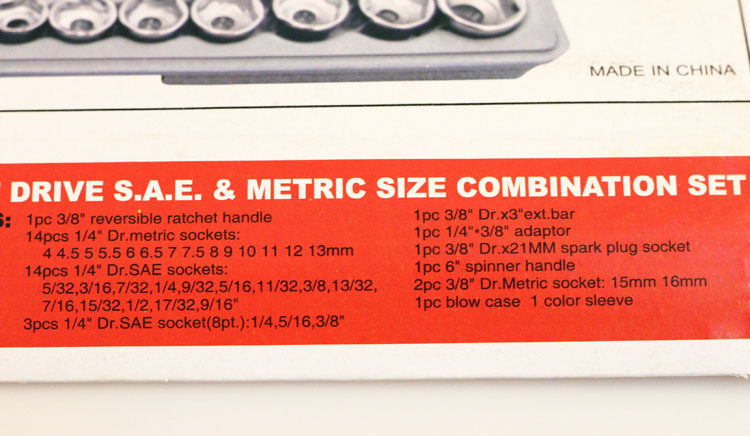 MADE IN CHINA
" DRIVE S.A.E. & METRIC SIZE COMBINATION SET
S: 1pc 3/8" reversible ratchet handle
14pcs 1/4" Dr.metric sockets:
4 4.5 5 5.5 6 6.5 7 7.5 8 9 10 11 12 13mm
14pcs 1/4" Dr.SAE sockets:
5/32,3/16,7/32,1/4,9/32,5/16,11/32,3/8,13/32,
7/16,15/32,1/2,17/32,9/16"
3pcs 1/4" Dr.SAE socket(8pt.):1/4,5/16,3/8"
1pc 3/8" Dr.x3"ext.bar
1pc 1/4"*3/8" adaptor
1pc 3/8" Dr.x21MM spark plug socket
1pc 6" spinner handle
2pc 3/8" Dr.Metric socket: 15mm 16mm
1pc blow case 1 color sleeve